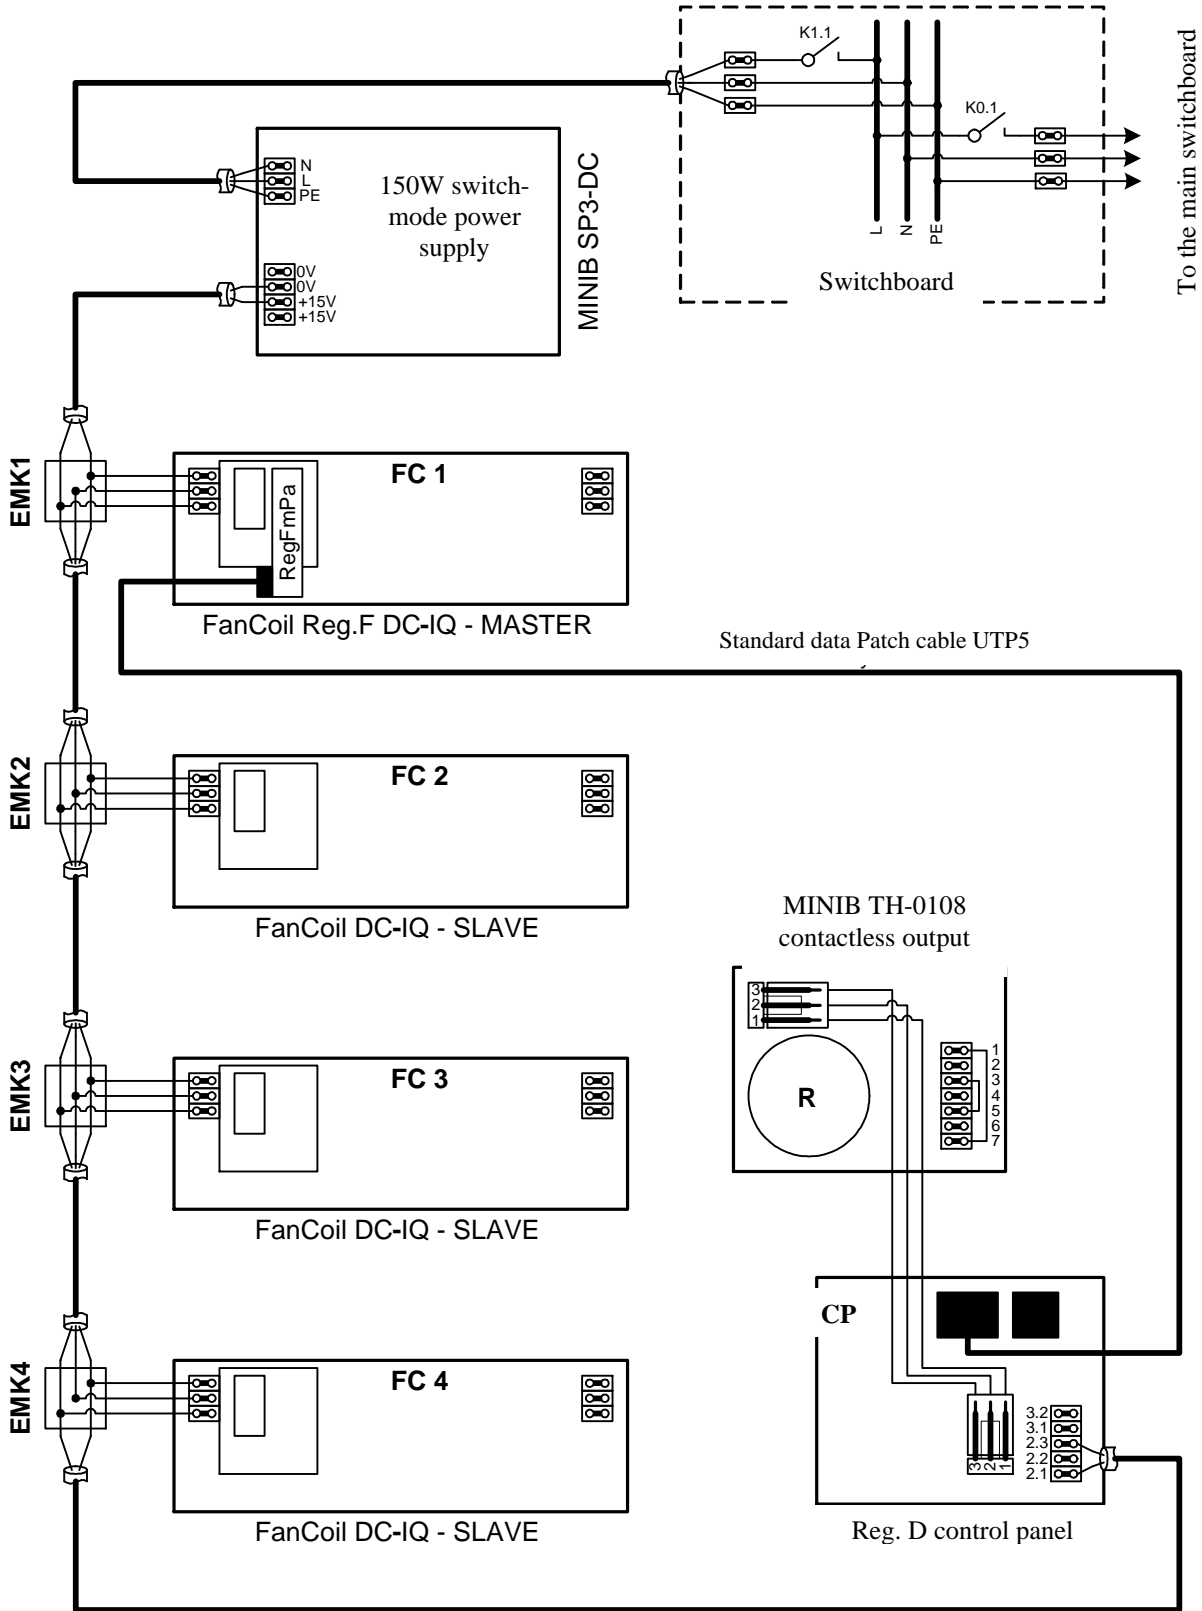 K1.1
K0.1
L
N
PE
Switchboard
To the main switchboard
N
L
PE
150W switch-
mode power
supply
0V
0V
+15V
+15V
MINIB SP3-DC
EMK1
FC 1
RegFmPa
FanCoil Reg.F DC-IQ - MASTER
Standard data Patch cable UTP5
EMK2
FC 2
FanCoil DC-IQ - SLAVE
MINIB TH-0108
contactless output
3
2
1
R
1
2
3
4
5
6
7
EMK3
FC 3
FanCoil DC-IQ - SLAVE
CP
3
2
1
3.2
3.1
2.3
2.2
2.1
Reg. D control panel
EMK4
FC 4
FanCoil DC-IQ - SLAVE